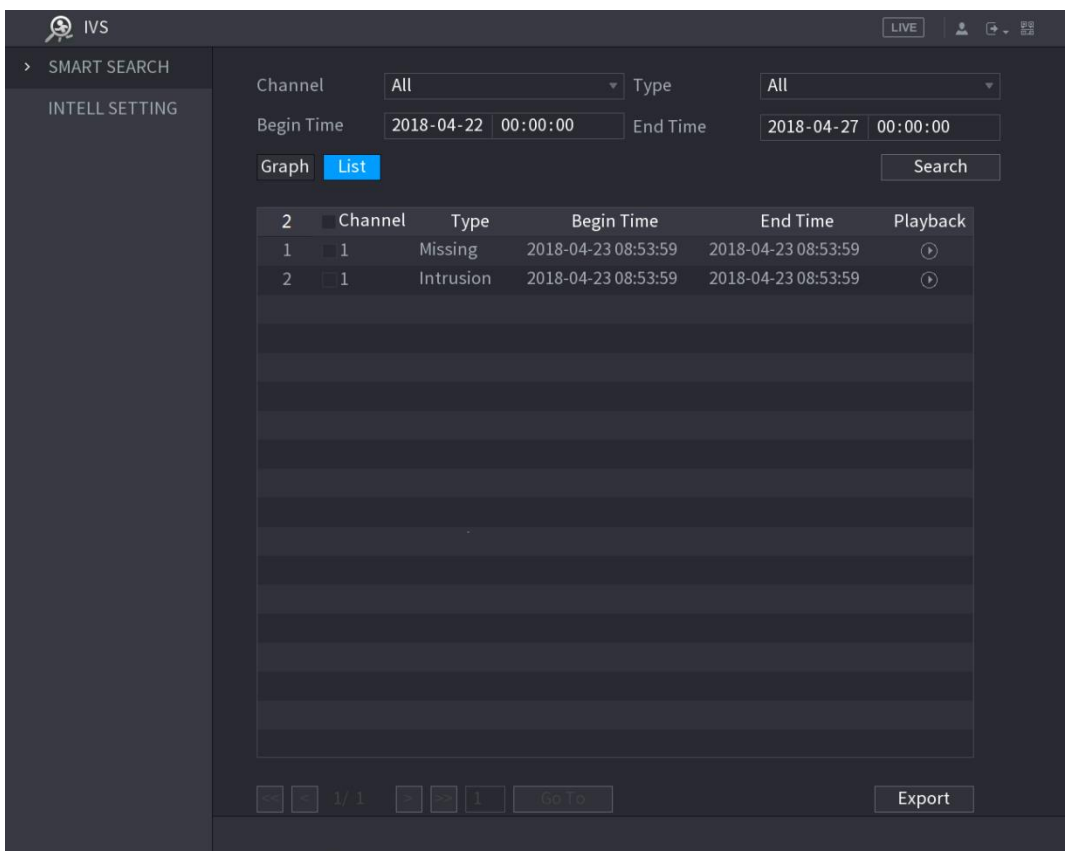 IVS LIVE
SMART SEARCH
INTELL SETTING
Channel All Type All
Begin Time 2018-04-22 00:00:00 End Time 2018-04-27 00:00:00
Graph List Search
2 Channel Type Begin Time End Time Playback
1 1 Missing 2018-04-23 08:53:59 2018-04-23 08:53:59
2 1 Intrusion 2018-04-23 08:53:59 2018-04-23 08:53:59
<< < 1/ 1 > >> 1 Go To Export